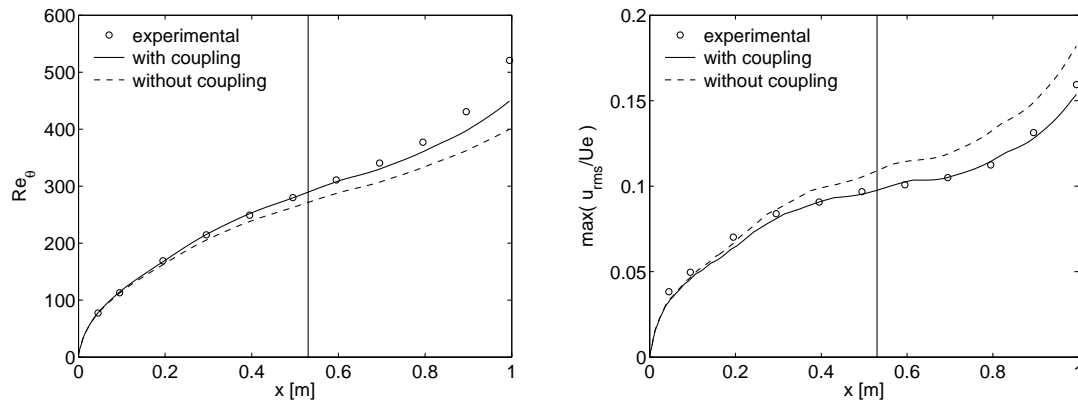 600
500
400
300
200
100
0
Re_θ
experimental
with coupling
without coupling
0 0.2 0.4 0.6 0.8 1
x [m]
0.2
0.15
0.1
0.05
0
max( u_rms/Ue )
experimental
with coupling
without coupling
0 0.2 0.4 0.6 0.8 1
x [m]